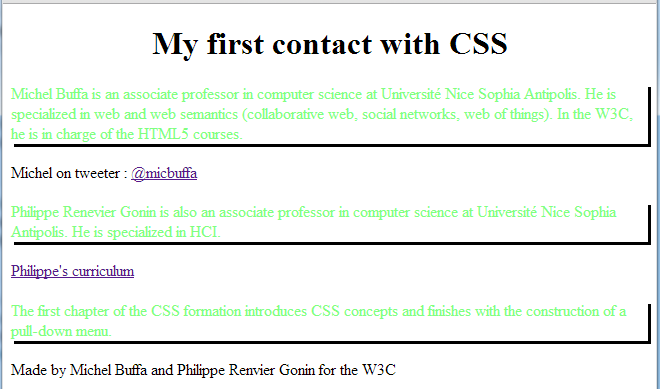 My first contact with CSS
Michel Buffa is an associate professor in computer science at Université Nice Sophia Antipolis. He is
specialized in web and web semantics (collaborative web, social networks, web of things). In the W3C,
he is in charge of the HTML5 courses.
Michel on tweeter : @micbuffa
Philippe Renevier Gonin is also an associate professor in computer science at Université Nice Sophia
Antipolis. He is specialized in HCI.
Philippe's curriculum
The first chapter of the CSS formation introduces CSS concepts and finishes with the construction of a
pull-down menu.
Made by Michel Buffa and Philippe Renvier Gonin for the W3C